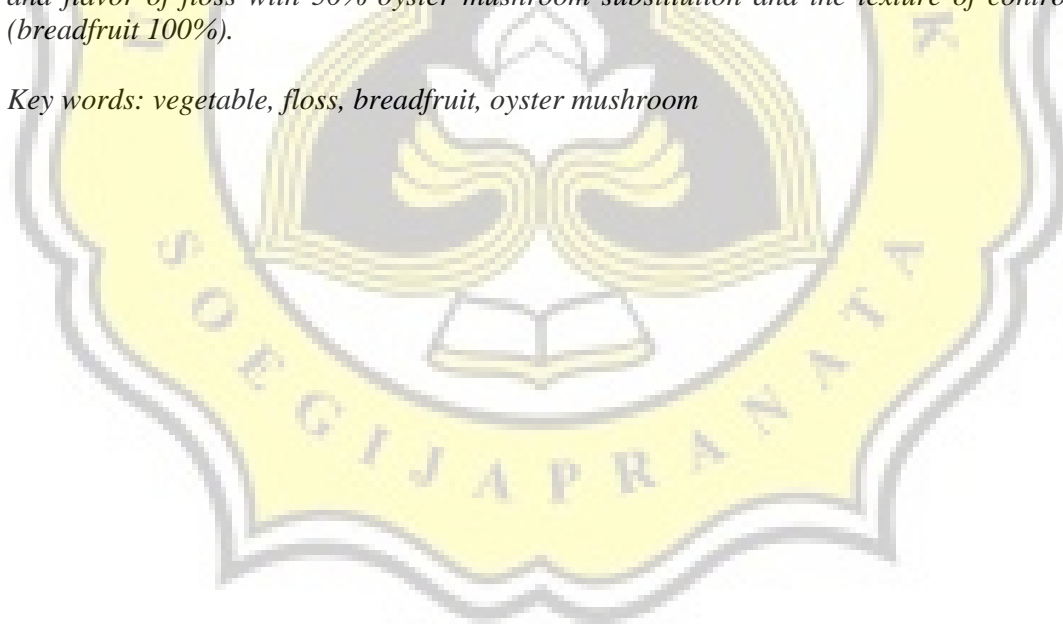 and flavor of floss with 50% oyster mushroom substitution and the texture of contro
(breadfruit 100%).
Key words: vegetable, floss, breadfruit, oyster mushroom
K
SOEGIJAPRANATA